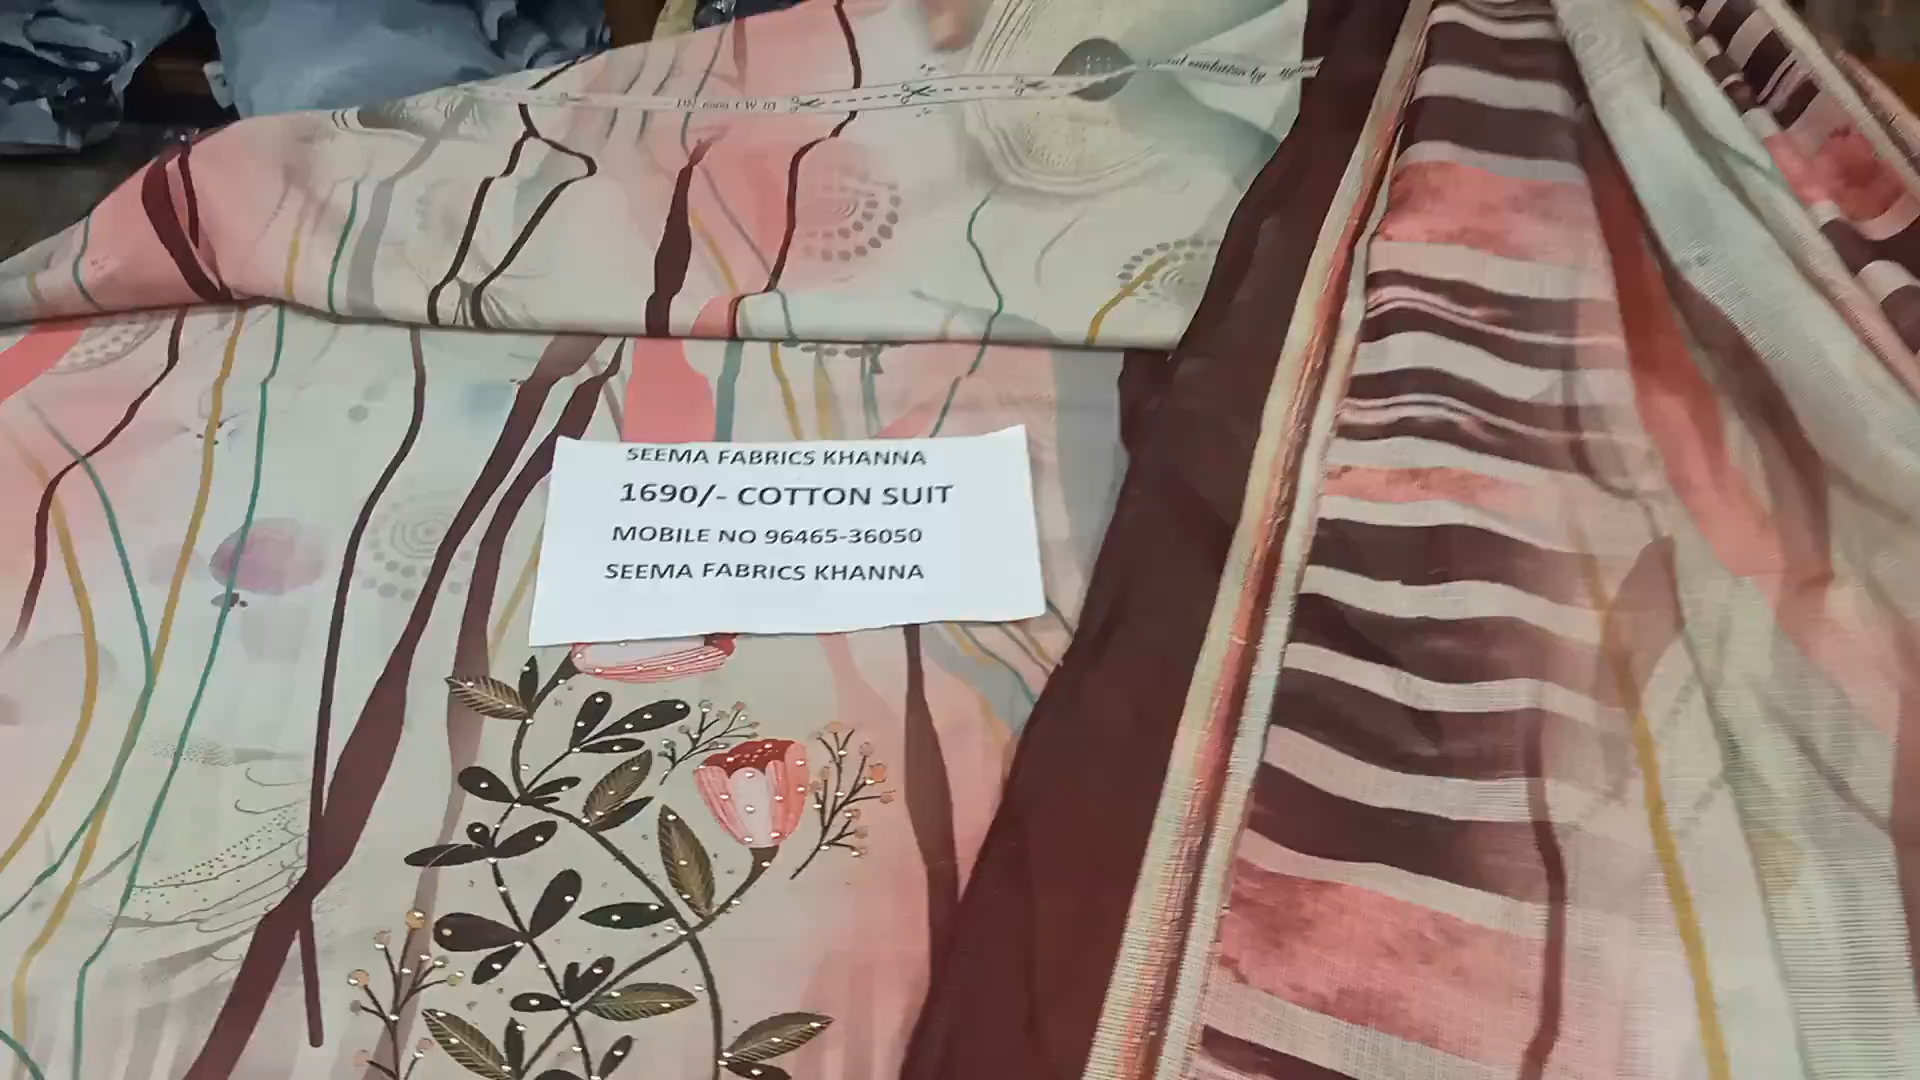 SEEMA FABRICS KHANNA
1690/- COTTON SUIT
MOBILE NO 96465-36050
SEEMA FABRICS KHANNA